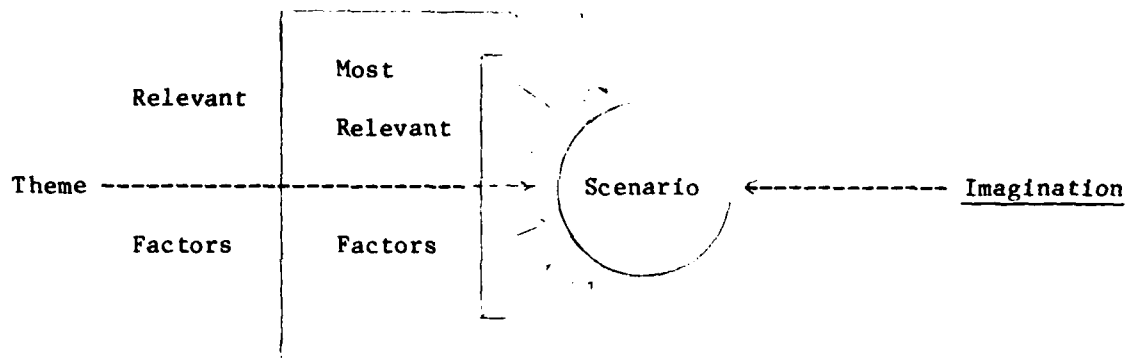 Most
Relevant
Relevant
Theme Scenario Imagination
Factors Factors